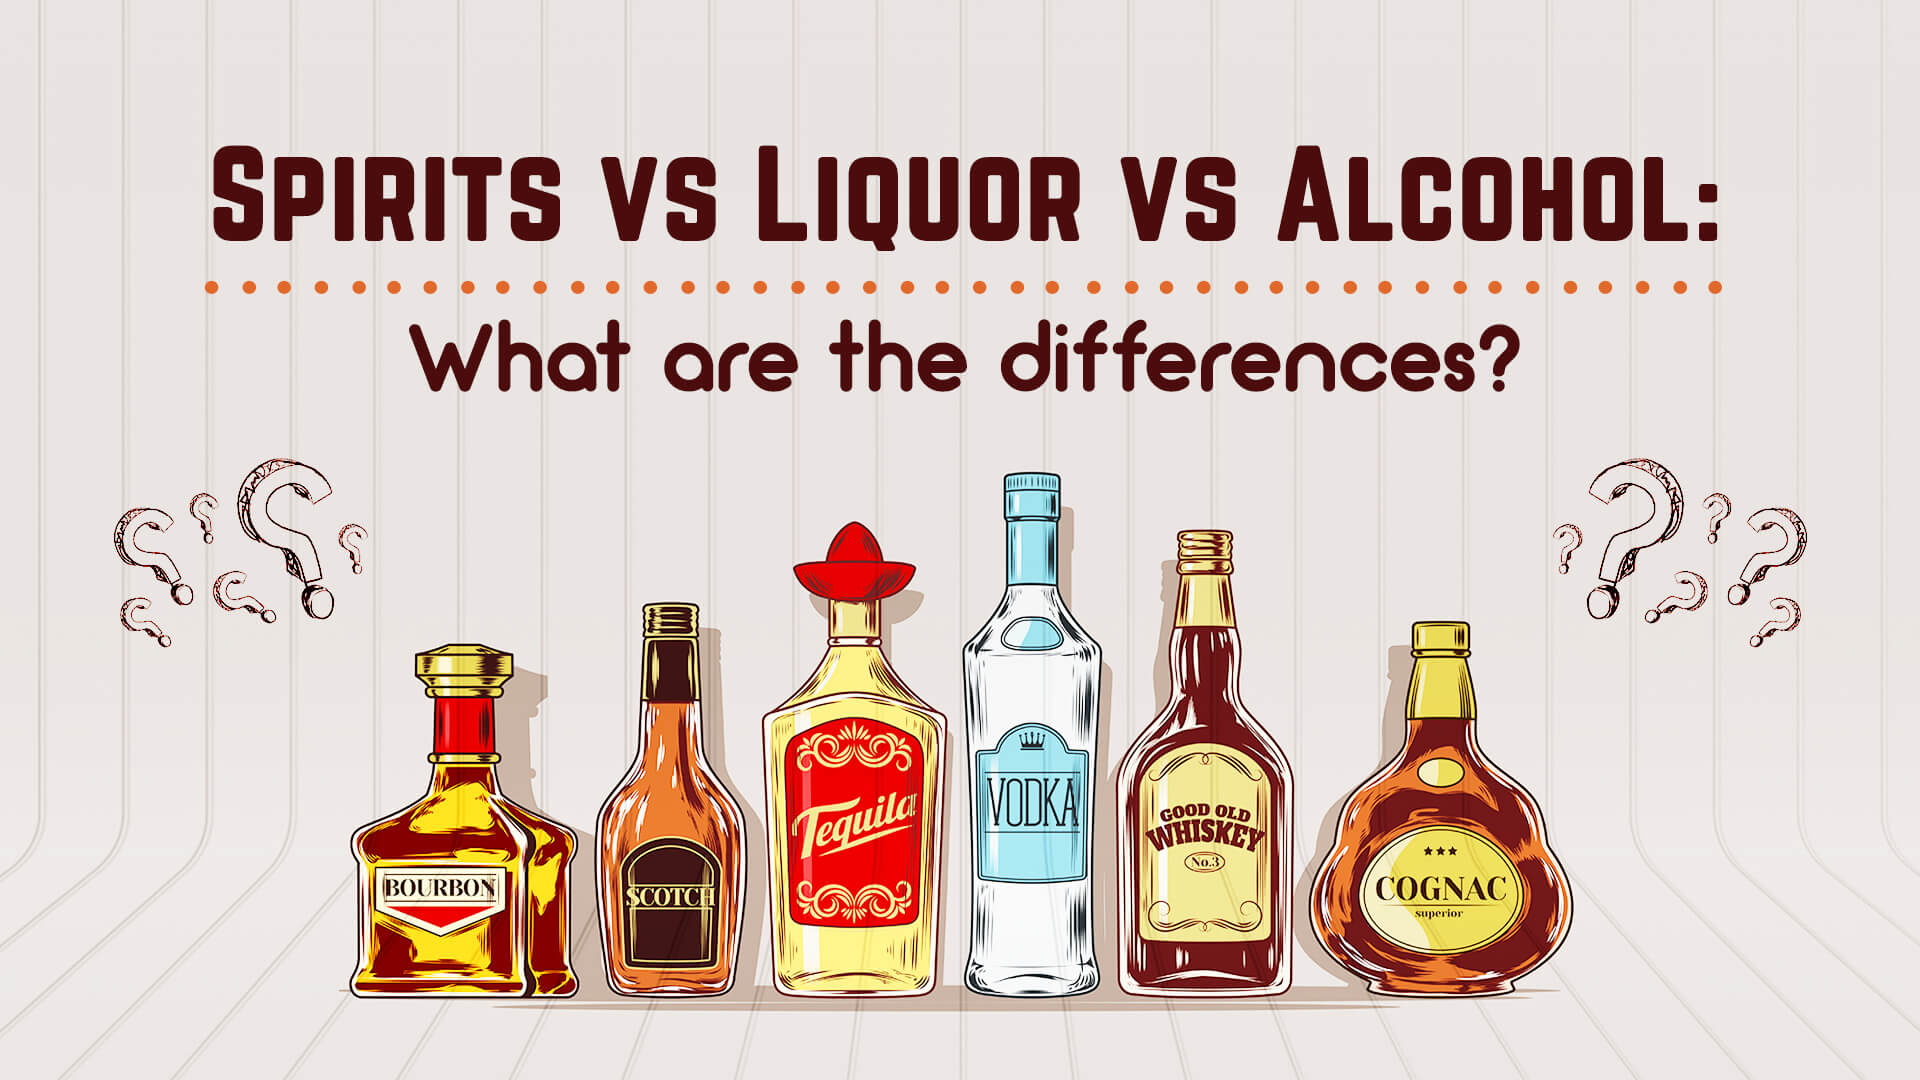 Spirits vs Liquor vs Alcohol:
What are the differences?
BOURBON
SCOTCH
Tequila
VODKA
GOOD OLD
WHISKEY
No.3
COGNAC
superior